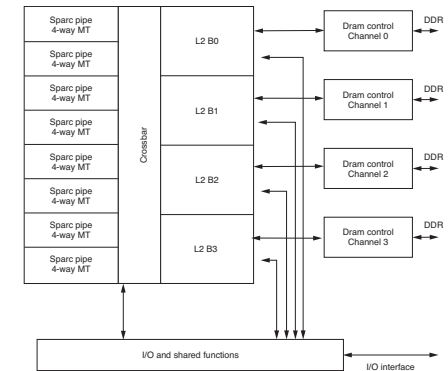 Sparc pipe
4-way MT
Sparc pipe
4-way MT
Sparc pipe
4-way MT
Sparc pipe
4-way MT
Sparc pipe
4-way MT
Sparc pipe
4-way MT
Sparc pipe
4-way MT
Sparc pipe
4-way MT
Crossbar
L2 B0
L2 B1
L2 B2
L2 B3
Dram control
Channel 0
DDR
Dram control
Channel 1
DDR
Dram control
Channel 2
DDR
Dram control
Channel 3
DDR
I/O and shared functions
I/O interface